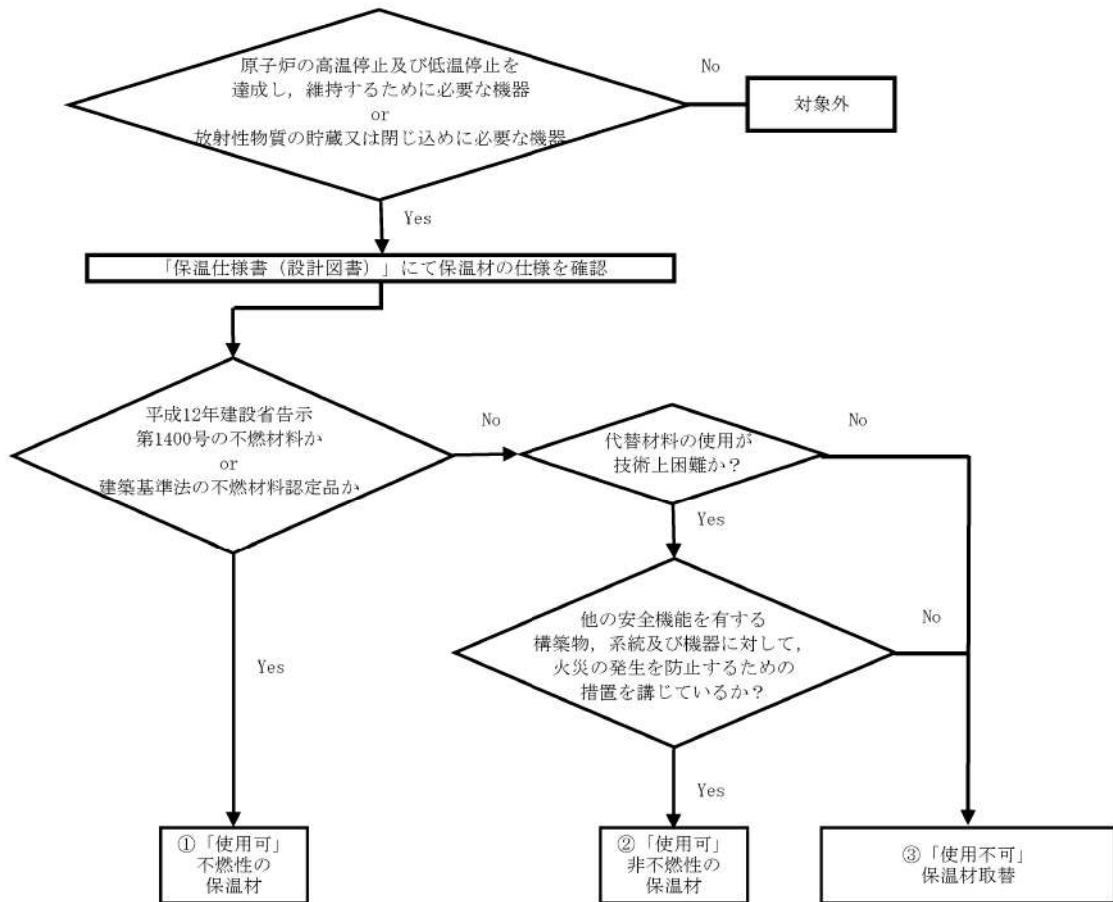 原子炉の高温停止及び低温停止を
達成し，維持するために必要な機器
or
放射性物質の貯蔵又は閉じ込めに必要な機器
No
対象外
Yes
「保温仕様書（設計図書）」にて保温材の仕様を確認
平成12年建設省告示
第1400号の不燃材料か
or
建築基準法の不燃材料認定品か
No
代替材料の使用が
技術上困難か？
No
Yes
他の安全機能を有する
構築物，系統及び機器に対して，
火災の発生を防止するための
措置を講じているか？
No
Yes
Yes
①「使用可」
不燃性の
保温材
②「使用可」
非不燃性の
保温材
③「使用不可」
保温材取替